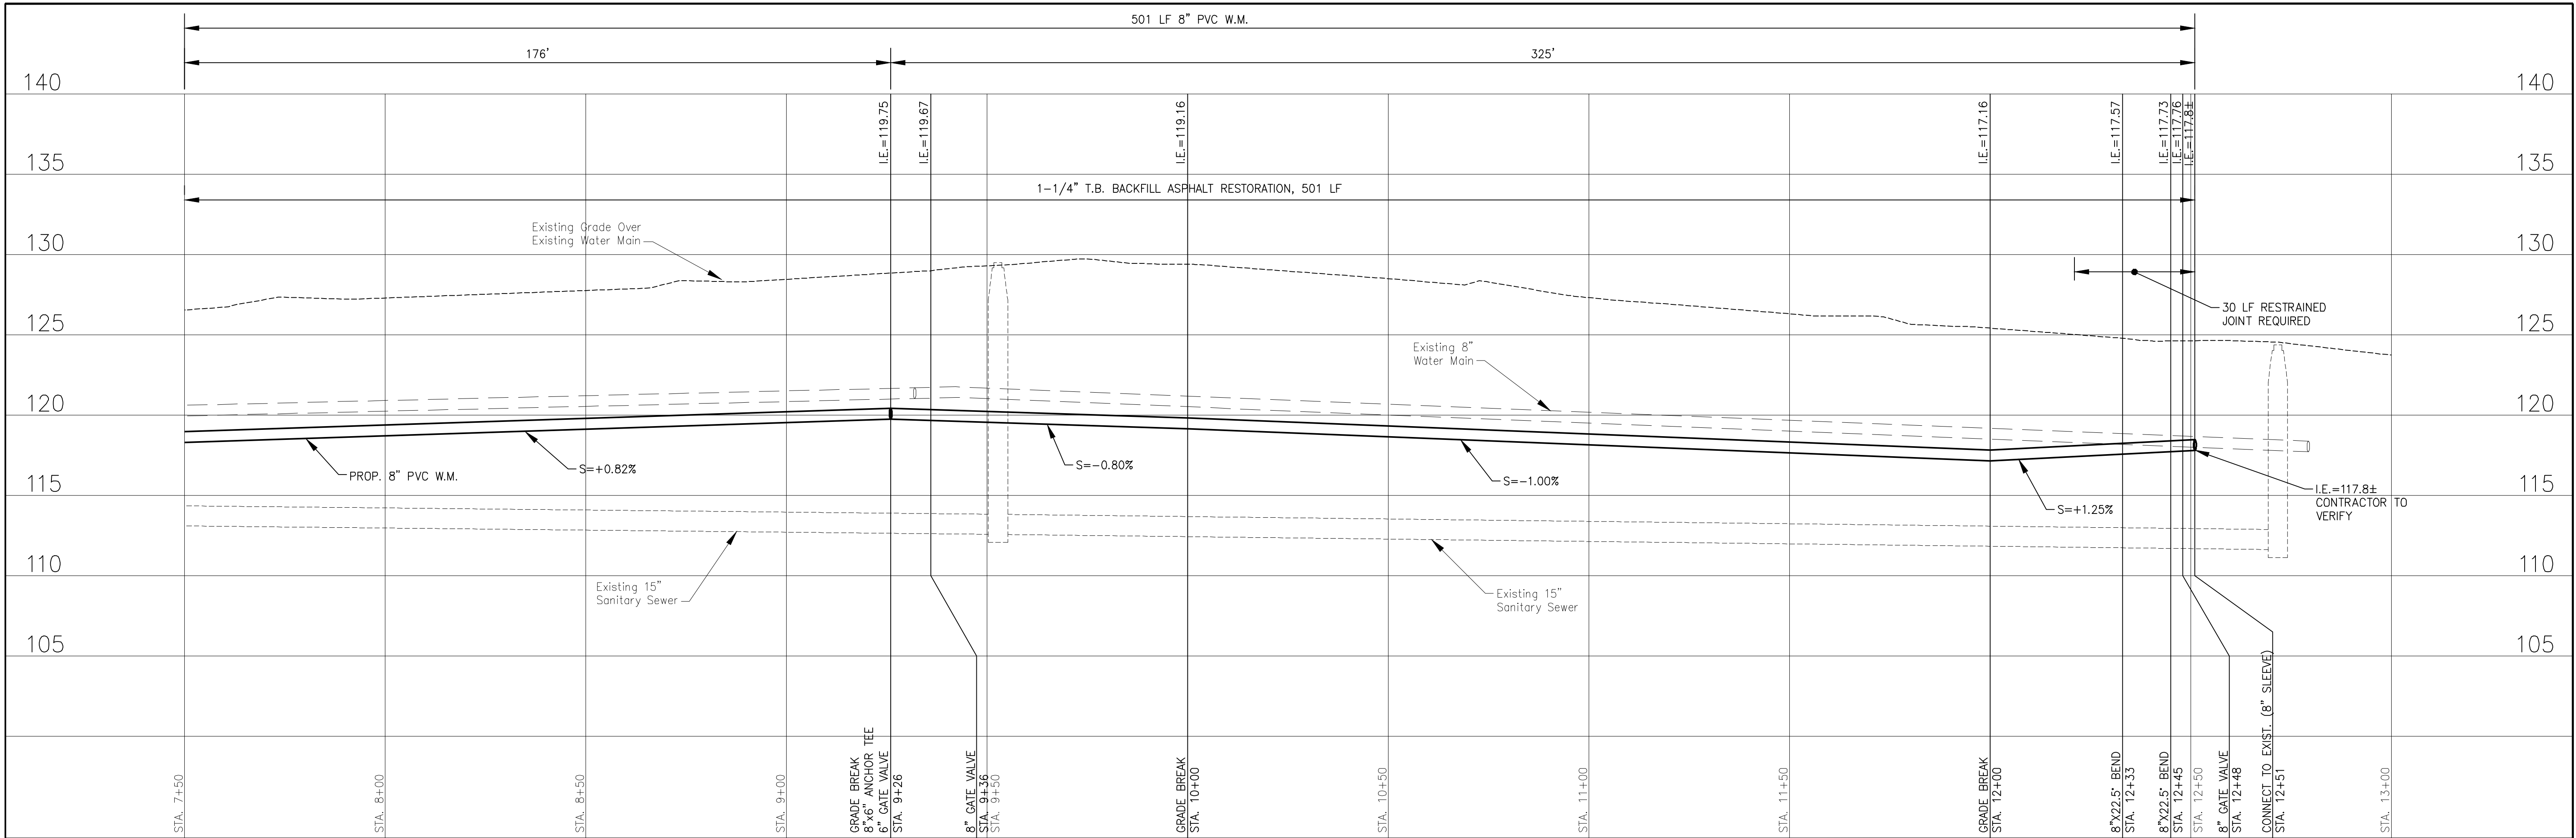 501 LF 8" PVC W.M.
176'
325'
140
140
I.E.=119.75
I.E.=119.67
I.E.=119.16
I.E.=117.16
I.E.=117.57
I.E.=117.73
I.E.=117.76
I.E.=117.8±
135
135
1-1/4" T.B. BACKFILL ASPHALT RESTORATION, 501 LF
Existing Grade Over
Existing Water Main
130
130
30 LF RESTRAINED
JOINT REQUIRED
125
125
Existing 8"
Water Main
120
120
PROP. 8" PVC W.M.
S=+0.82%
S=-0.80%
S=-1.00%
S=+1.25%
I.E.=117.8±
CONTRACTOR TO
VERIFY
115
115
110
110
Existing 15"
Sanitary Sewer
Existing 15"
Sanitary Sewer
105
105
STA. 7+50
STA. 8+00
STA. 8+50
STA. 9+00
GRADE BREAK
8"x6" ANCHOR TEE
6" GATE VALVE
STA. 9+26
8" GATE VALVE
STA. 9+36
STA. 9+50
GRADE BREAK
STA. 10+00
STA. 10+50
STA. 11+00
STA. 11+50
GRADE BREAK
STA. 12+00
8"X22.5° BEND
STA. 12+33
8"X22.5° BEND
STA. 12+45
STA. 12+50
8" GATE VALVE
STA. 12+48
CONNECT TO EXIST. (8" SLEEVE)
STA. 12+51
STA. 13+00